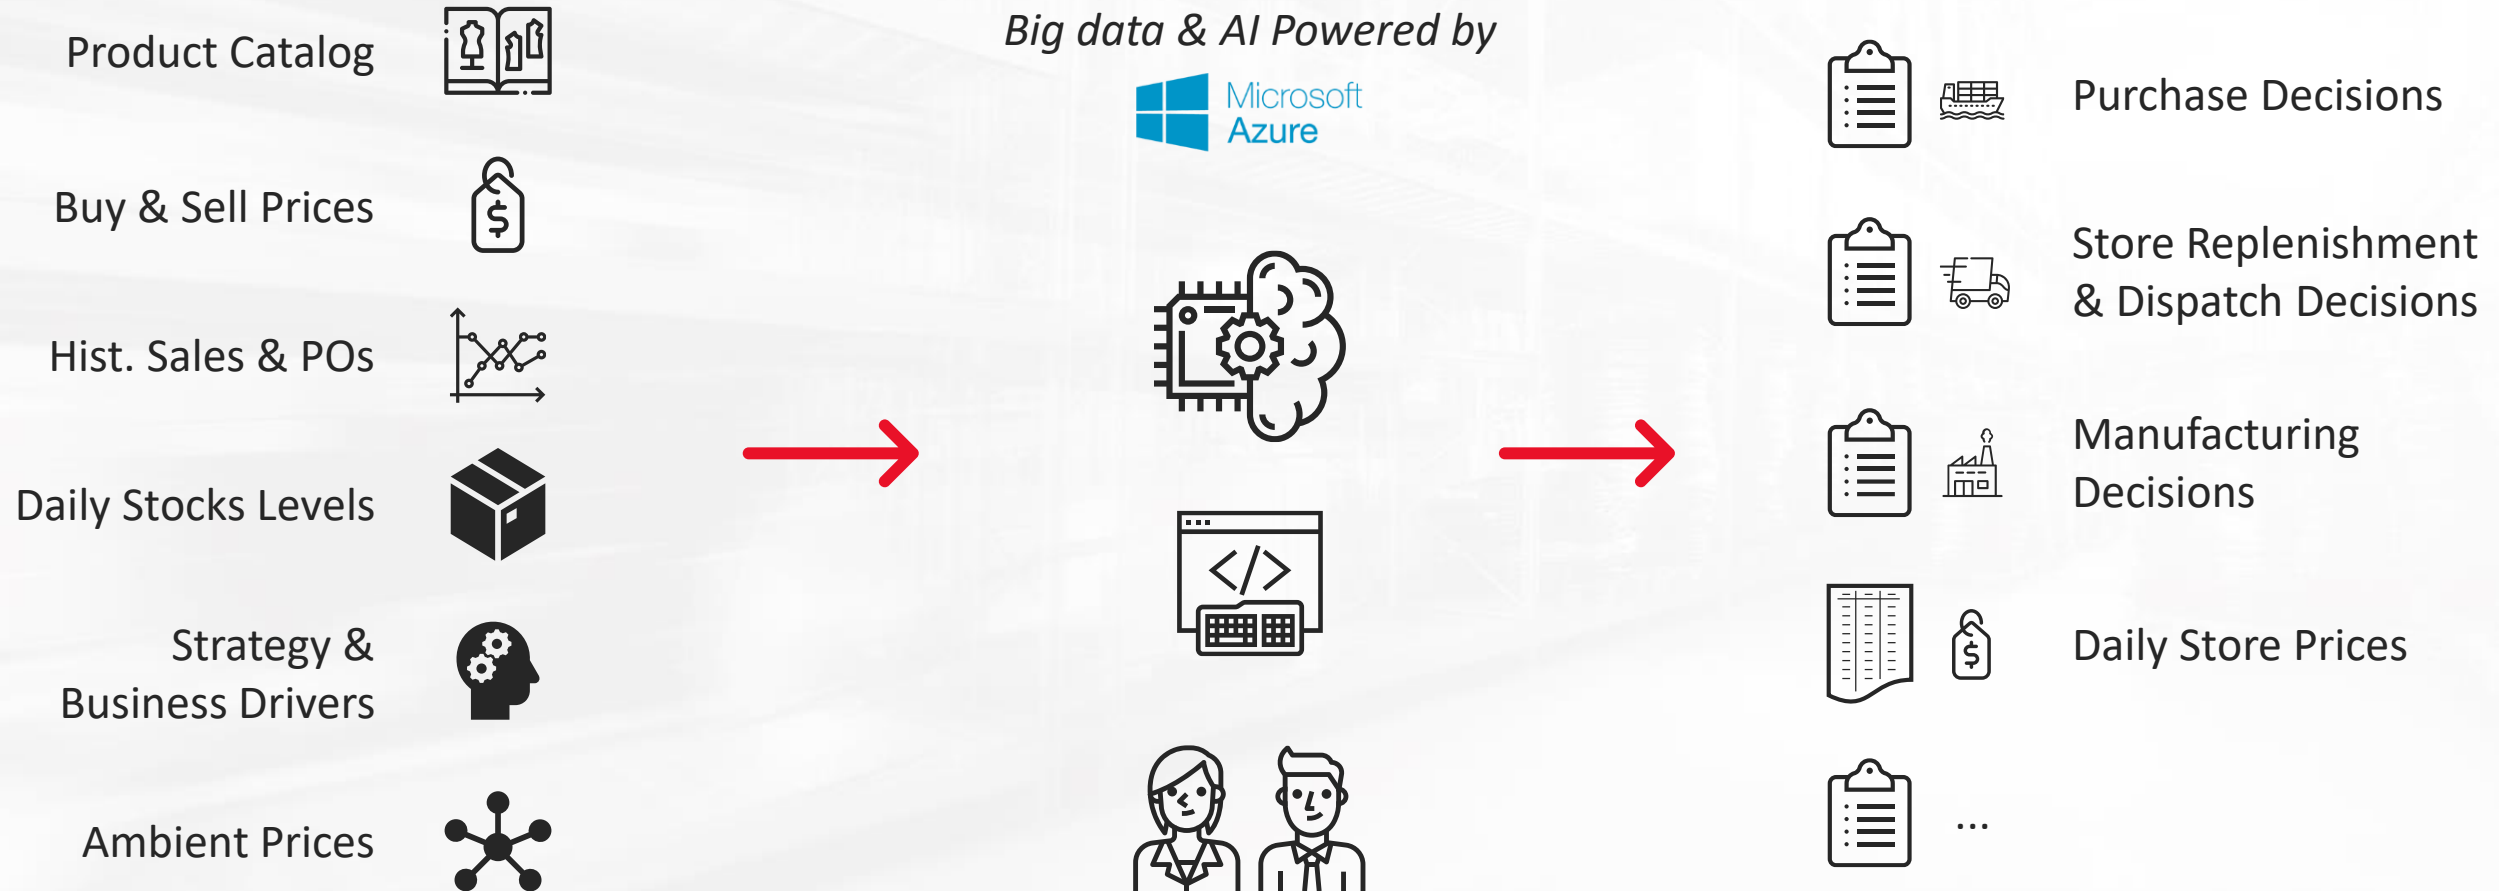 Product Catalog
Buy & Sell Prices
Hist. Sales & POs
Daily Stocks Levels
Strategy &
Business Drivers
Ambient Prices
Big data & AI Powered by
Microsoft
Azure
Purchase Decisions
Store Replenishment
& Dispatch Decisions
Manufacturing
Decisions
Daily Store Prices
...